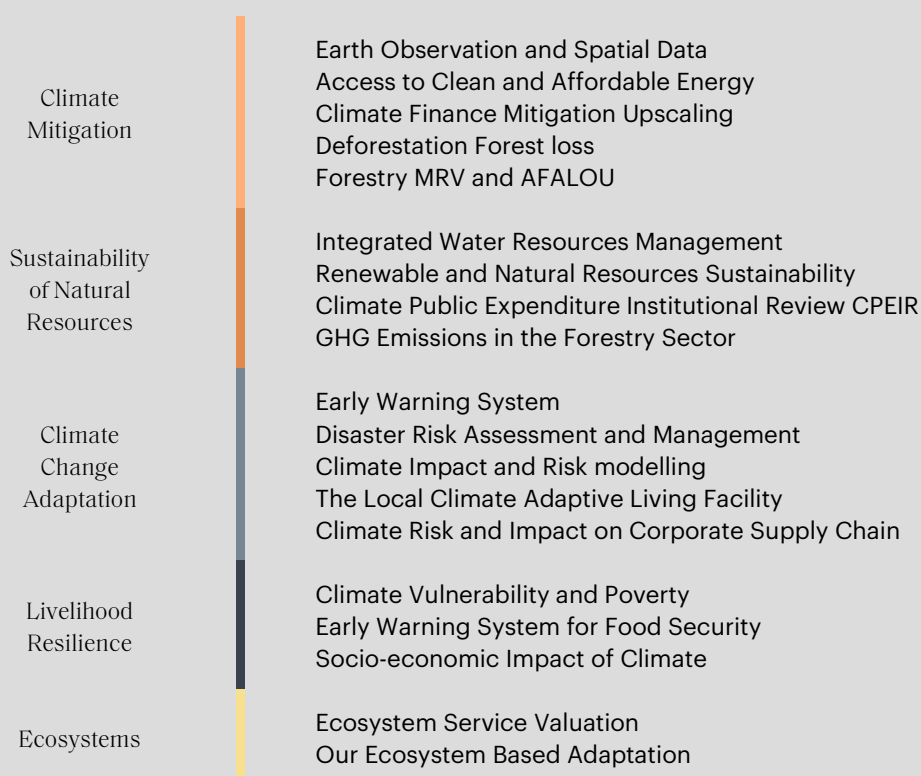 Climate
Mitigation
Earth Observation and Spatial Data
Access to Clean and Affordable Energy
Climate Finance Mitigation Upscaling
Deforestation Forest loss
Forestry MRV and AFALOU
Sustainability
of Natural
Resources
Integrated Water Resources Management
Renewable and Natural Resources Sustainability
Climate Public Expenditure Institutional Review CPEIR
GHG Emissions in the Forestry Sector
Climate
Change
Adaptation
Early Warning System
Disaster Risk Assessment and Management
Climate Impact and Risk modelling
The Local Climate Adaptive Living Facility
Climate Risk and Impact on Corporate Supply Chain
Livelihood
Resilience
Climate Vulnerability and Poverty
Early Warning System for Food Security
Socio-economic Impact of Climate
Ecosystems
Ecosystem Service Valuation
Our Ecosystem Based Adaptation